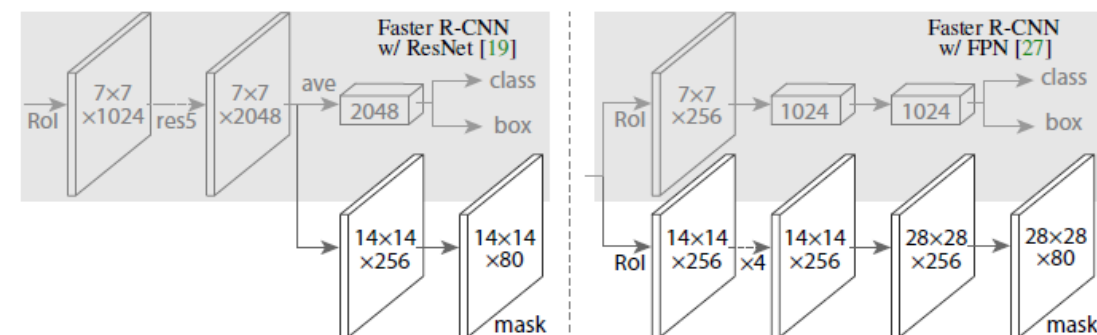 Faster R-CNN
w/ ResNet [19]
RoI
7×7
×1024
res5
7×7
×2048
ave
2048
class
box
14×14
×256
14×14
×80
mask
Faster R-CNN
w/ FPN [27]
RoI
7×7
×256
1024
1024
class
box
RoI
14×14
×256
×4
14×14
×256
28×28
×256
28×28
×80
mask